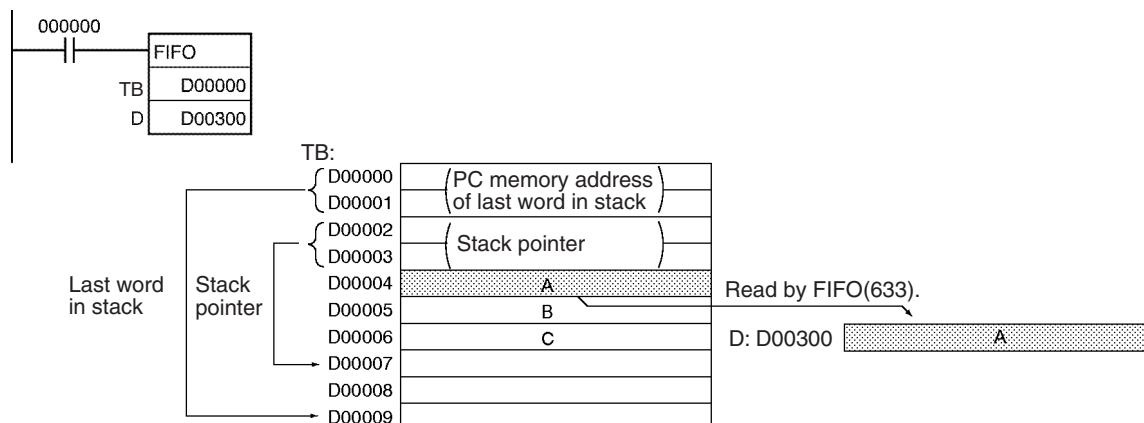 000000
FIFO
TB D00000
D D00300
TB:
D00000 PC memory address
D00001 of last word in stack
D00002
Stack pointer
D00003
D00004 A
Read by FIFO(633).
Last word Stack
in stack pointer
D00005 B
D00006 C
D: D00300 A
D00007
D00008
D00009